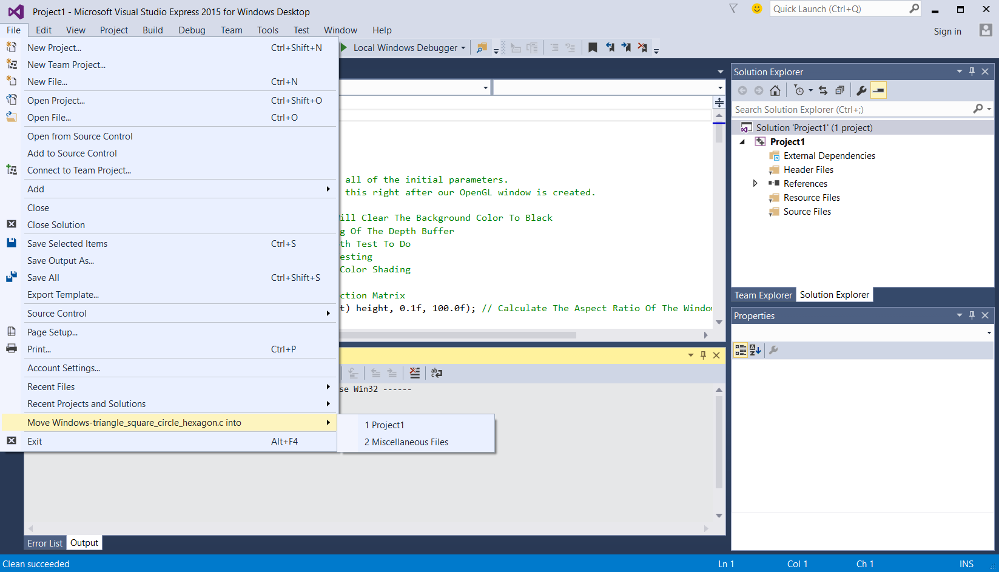 Project1 - Microsoft Visual Studio Express 2015 for Windows Desktop
Quick Launch (Ctrl+Q)
File Edit View Project Build Debug Team Tools Test Window Help
Sign in
Local Windows Debugger
New Project... Ctrl+Shift+N
New Team Project...
New File... Ctrl+N
Open Project... Ctrl+Shift+O
Open File... Ctrl+O
Open from Source Control
Add to Source Control
Connect to Team Project...
Add
Close
Close Solution
Save Selected Items Ctrl+S
Save Output As...
Save All Ctrl+Shift+S
Export Template...
Source Control
Page Setup...
Print... Ctrl+P
Account Settings...
Recent Files
Recent Projects and Solutions
Move Windows-triangle_square_circle_hexagon.c into
Exit Alt+F4
1 Project1
2 Miscellaneous Files
all of the initial parameters.
this right after our OpenGL window is created.
ill Clear The Background Color To Black
g Of The Depth Buffer
th Test To Do
esting
Color Shading
ction Matrix
t) height, 0.1f, 100.0f); // Calculate The Aspect Ratio Of The Window
se Win32 ------
Error List Output
Solution Explorer
Search Solution Explorer (Ctrl+;)
Solution 'Project1' (1 project)
Project1
External Dependencies
Header Files
References
Resource Files
Source Files
Team Explorer Solution Explorer
Properties
Clean succeeded Ln 1 Col 1 Ch 1 INS